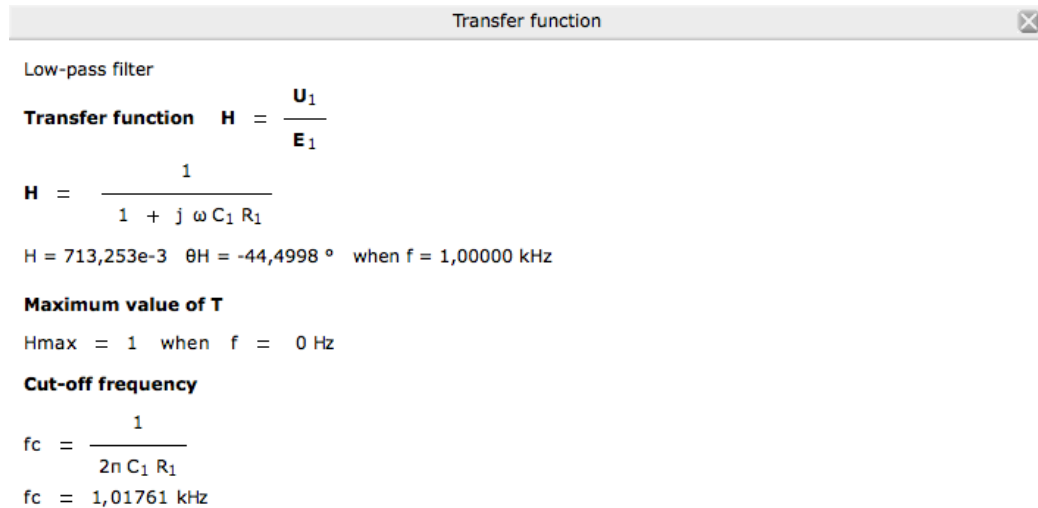 Transfer function
Low-pass filter
Transfer function H = U1 / E1
H = 1 / 1 + j ω C1 R1
H = 713,253e-3 θH = -44,4998 º when f = 1,00000 kHz
Maximum value of T
Hmax = 1 when f = 0 Hz
Cut-off frequency
fc = 1 / 2π C1 R1
fc = 1,01761 kHz